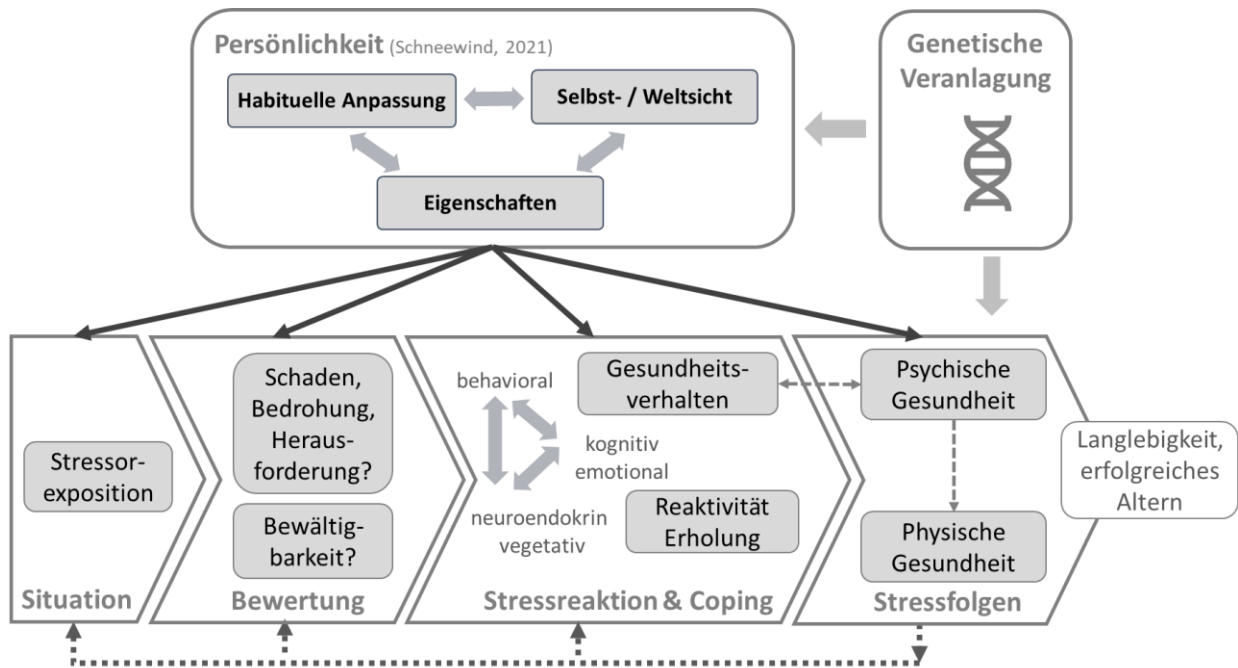 Persönlichkeit (Schneewind, 2021)
Habituelle Anpassung
Selbst- / Weltsicht
Eigenschaften
Genetische
Veranlagung
Stressor-
exposition
Situation
Schaden,
Bedrohung,
Heraus-
forderung?
Bewältig-
barkeit?
Bewertung
behavioral
kognitiv
emotional
neuroendokrin
vegetativ
Gesundheits-
verhalten
Reaktivität
Erholung
Stressreaktion & Coping
Psychische
Gesundheit
Physische
Gesundheit
Stressfolgen
Langlebigkeit,
erfolgreiches
Altern